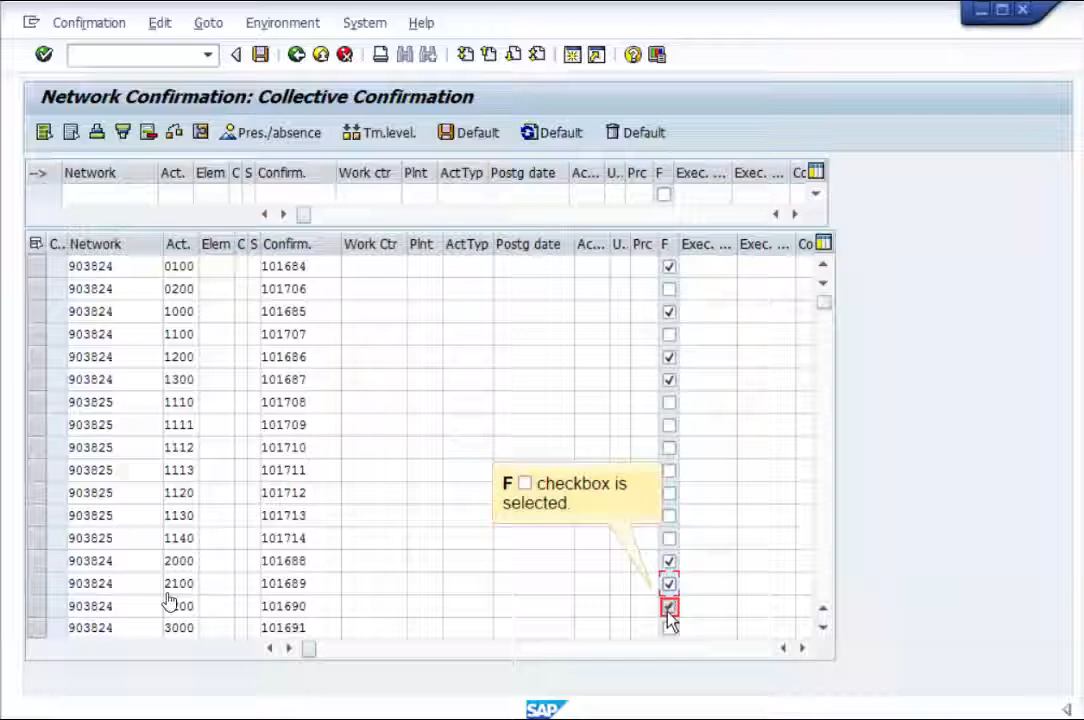 Confirmation Edit Goto Environment System Help
Network Confirmation: Collective Confirmation
Pres./absence Tm.level. Default Default Default
--> Network Act. Elem C S Confirm. Work ctr Plnt ActTyp Postg date Ac... U.. Prc F Exec. ... Exec. ... Cc
C.. Network Act. Elem C S Confirm. Work Ctr Plnt ActTyp Postg date Ac... U. Prc F Exec. ... Exec. ... Co
903824 0100 101684
903824 0200 101706
903824 1000 101685
903824 1100 101707
903824 1200 101686
903824 1300 101687
903825 1110 101708
903825 1111 101709
903825 1112 101710
903825 1113 101711
903825 1120 101712
903825 1130 101713
903825 1140 101714
903824 2000 101688
903824 2100 101689
903824 101690
903824 3000 101691
F checkbox is
selected.
SAP